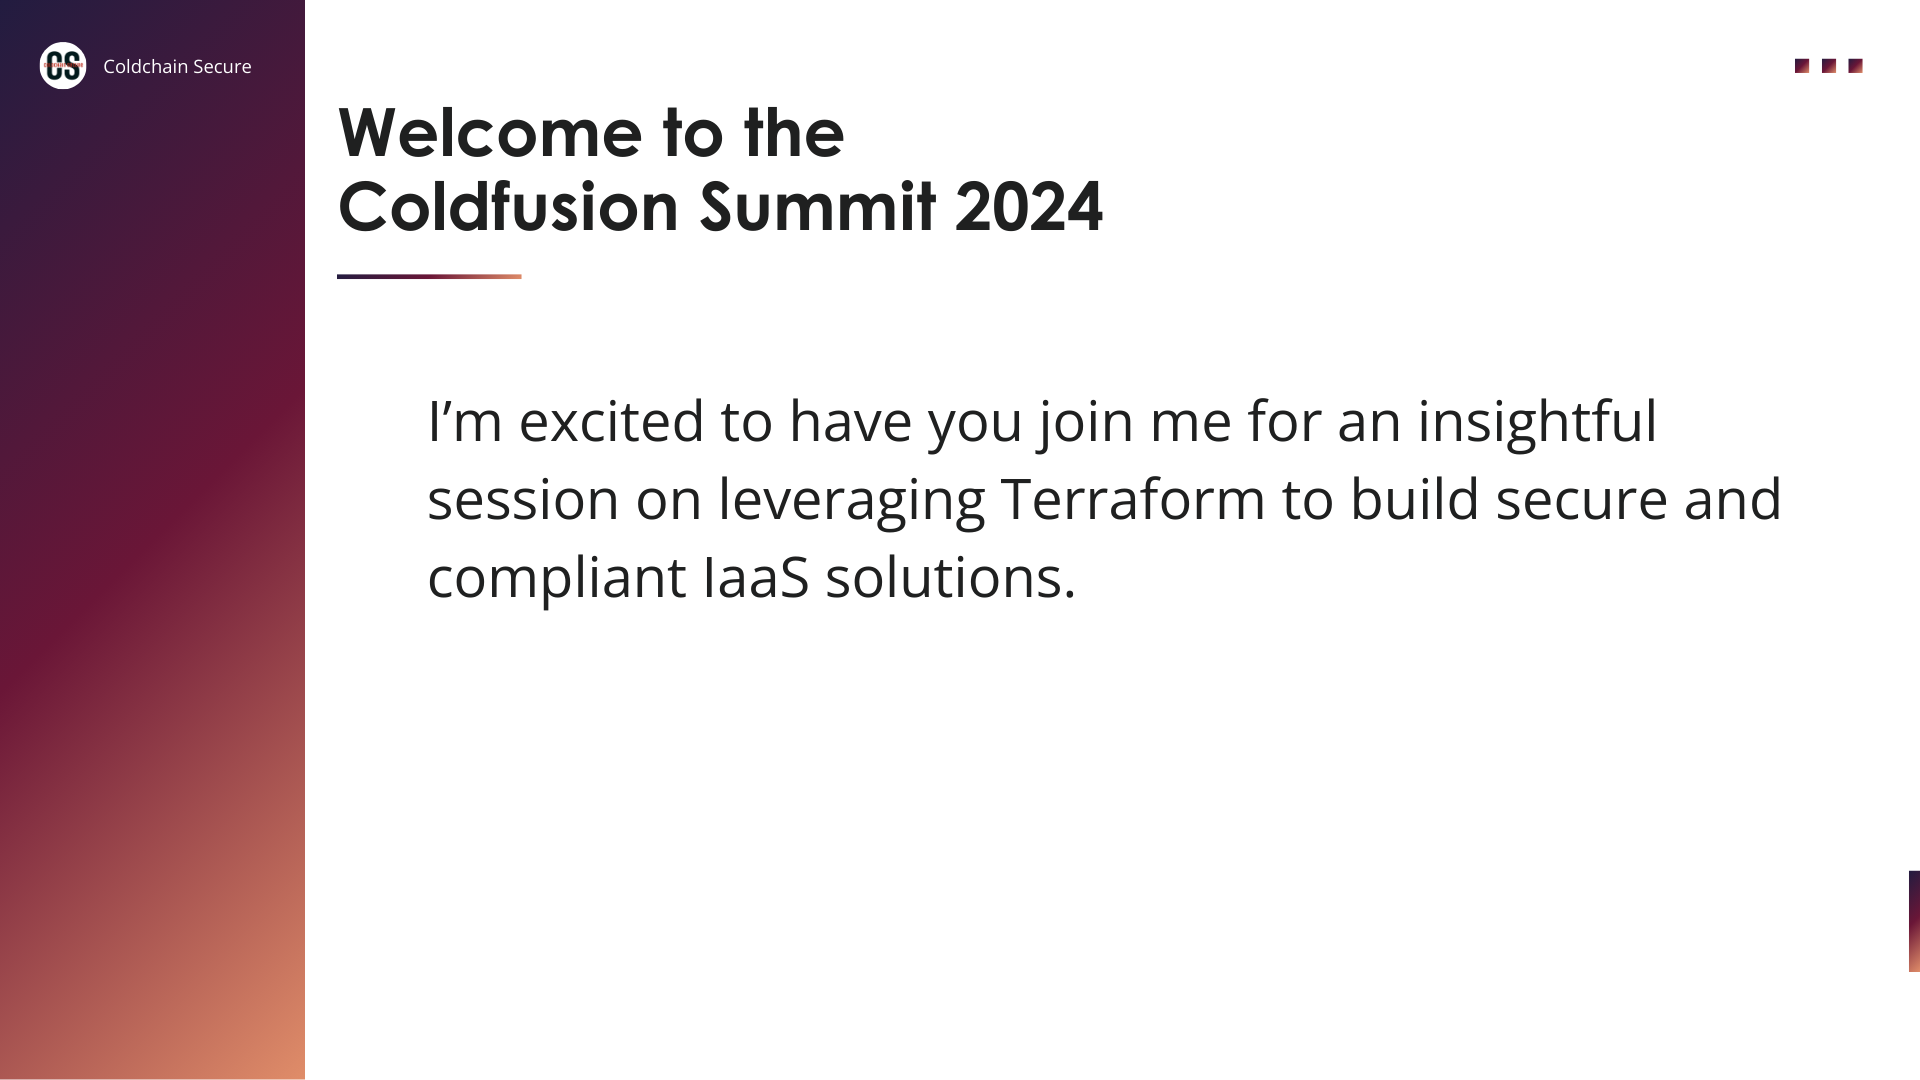 CS
Coldchain Secure
Welcome to the
Coldfusion Summit 2024
I’m excited to have you join me for an insightful
session on leveraging Terraform to build secure and
compliant IaaS solutions.